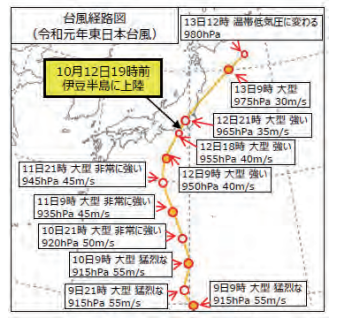 台風経路図
（令和元年東日本台風）
13日12時 温帯低気圧に変わる
980hPa
10月12日19時前
伊豆半島に上陸
13日9時 大型
975hPa 30m/s
12日21時 大型 強い
965hPa 35m/s
12日18時 大型 強い
955hPa 40m/s
12日9時 大型 強い
950hPa 40m/s
11日21時 大型 非常に強い
945hPa 45m/s
11日9時 大型 非常に強い
935hPa 45m/s
10日21時 大型 非常に強い
920hPa 50m/s
10日9時 大型 猛烈な
915hPa 55m/s
9日21時 大型 猛烈な
915hPa 55m/s
9日9時 大型 猛烈な
915hPa 55m/s